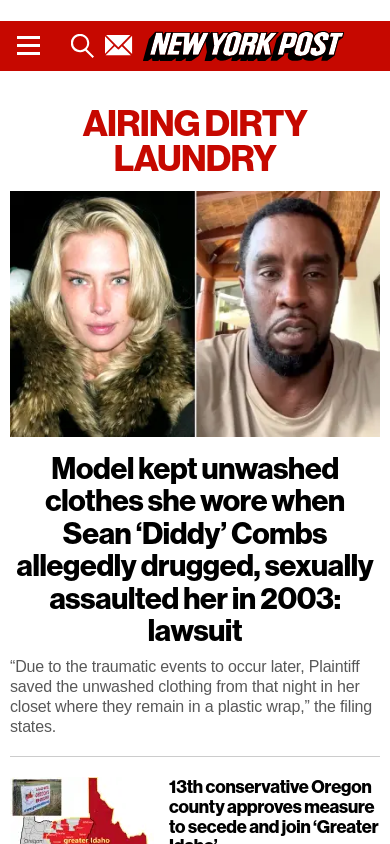 NEW YORK POST
AIRING DIRTY
LAUNDRY
Model kept unwashed
clothes she wore when
Sean ‘Diddy’ Combs
allegedly drugged, sexually
assaulted her in 2003:
lawsuit
“Due to the traumatic events to occur later, Plaintiff
saved the unwashed clothing from that night in her
closet where they remain in a plastic wrap,” the filing
states.
13th conservative Oregon
county approves measure
to secede and join ‘Greater
Idaho’
Oregon
greater Idaho